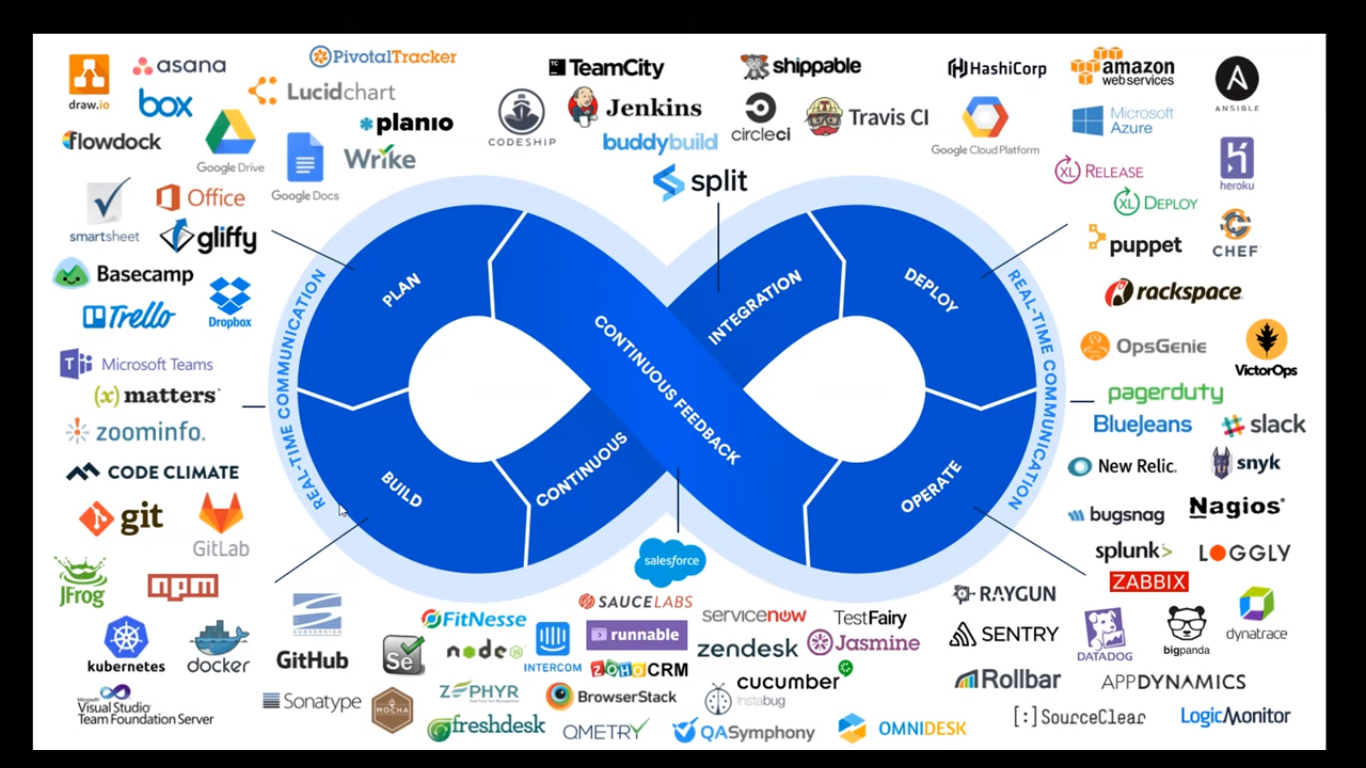 draw.io
asana
PivotalTracker
box
Lucidchart
flowdock
Google Drive
planio
Google Docs
Wrike
smartsheet
Office
gliffy
Basecamp
Trello
Dropbox
Microsoft Teams
(x)matters
zoominfo.
CODE CLIMATE
git
GitLab
JFrog
npm
kubernetes
docker
SUBVERSION
GitHub
Microsoft
Visual Studio
Team Foundation Server
Sonatype
TC
TeamCity
shippable
CODESHIP
Jenkins
buddybuild
circleci
Travis CI
split
HashiCorp
amazon
web services
ANSIBLE
Google Cloud Platform
Microsoft
Azure
XL RELEASE
heroku
XL DEPLOY
puppet
CHEF
rackspace
OpsGenie
VictorOps
pagerduty
BlueJeans
slack
New Relic.
snyk
bugsnag
Nagios
splunk>
LOGGLY
ZABBIX
RAYGUN
SENTRY
DATADOG
bigpanda
dynatrace
Rollbar
APPDYNAMICS
[:]SourceClear
LogicMonitor
PLAN
BUILD
CONTINUOUS
INTEGRATION
CONTINUOUS FEEDBACK
DEPLOY
OPERATE
REAL-TIME COMMUNICATION
REAL-TIME COMMUNICATION
salesforce
SAUCELABS
FitNesse
INTERCOM
runnable
servicenow
TestFairy
Se
node
JS
ZOHO CRM
zendesk
Jasmine
MOCHA
ZEPHYR
BrowserStack
cucumber
instabug
freshdesk
QMETRY
QASymphony
OMNIDESK